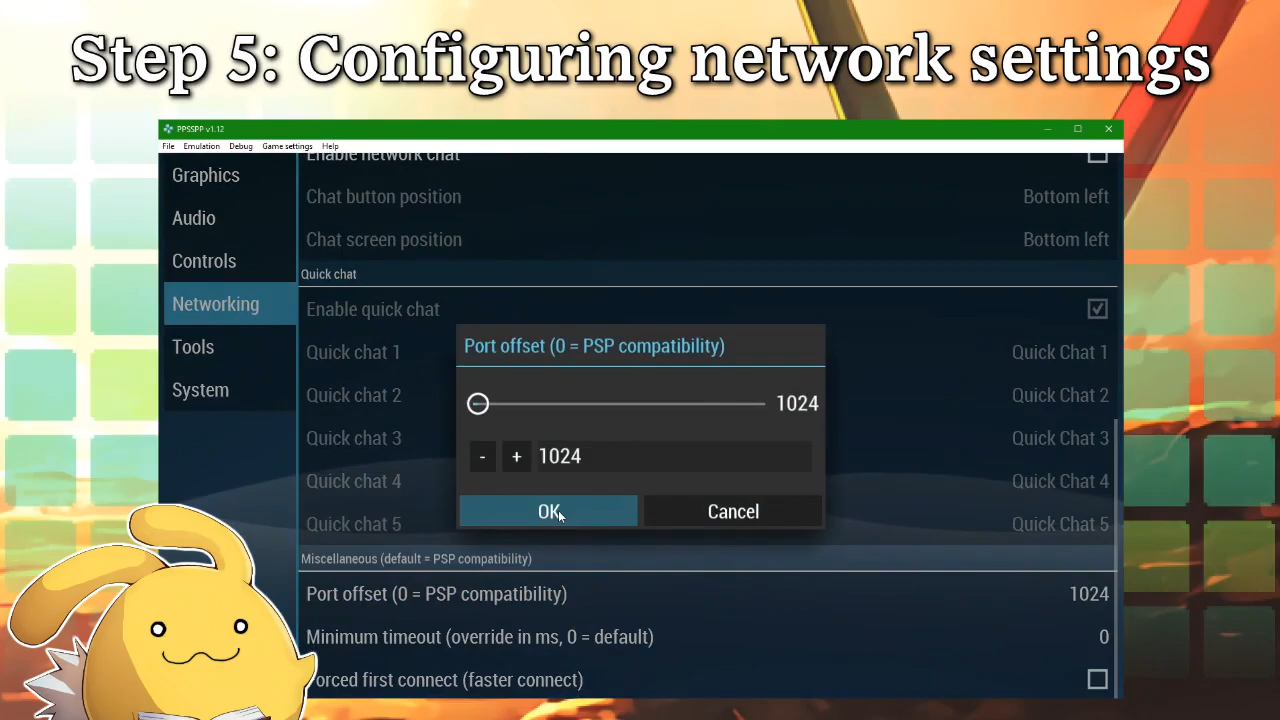 Step 5: Configuring network settings
PPSSPP v1.12
File Emulation Debug Game settings Help
Graphics
Audio
Controls
Networking
Tools
System
Enable network chat
Chat button position Bottom left
Chat screen position Bottom left
Quick chat
Enable quick chat
Quick chat 1 Quick Chat 1
Quick chat 2 Quick Chat 2
Quick chat 3 Quick Chat 3
Quick chat 4 Quick Chat 4
Quick chat 5 Quick Chat 5
Port offset (0 = PSP compatibility)
1024
- + 1024
OK Cancel
Miscellaneous (default = PSP compatibility)
Port offset (0 = PSP compatibility) 1024
Minimum timeout (override in ms, 0 = default) 0
orced first connect (faster connect)